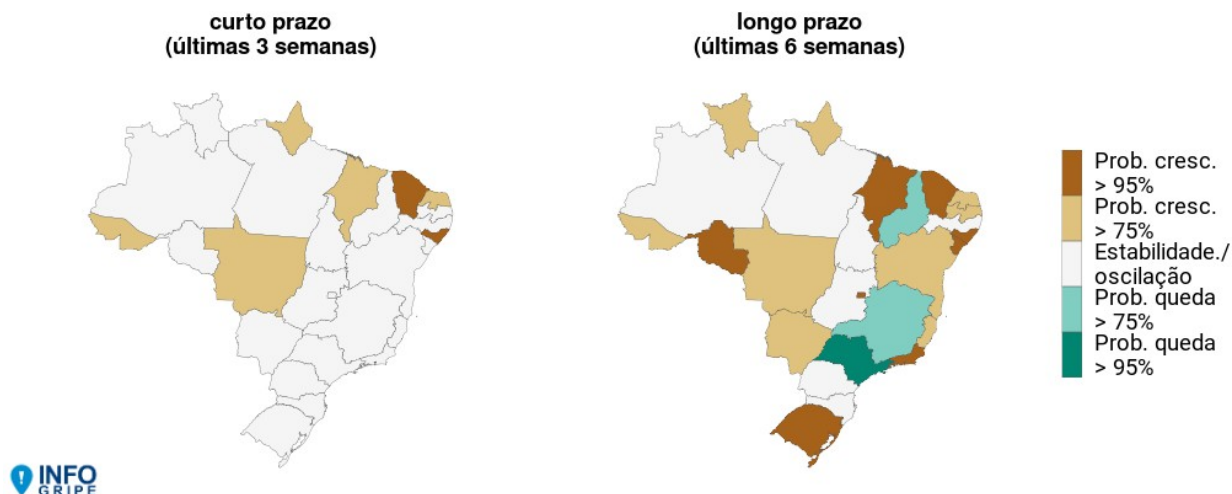 curto prazo
(últimas 3 semanas)
longo prazo
(últimas 6 semanas)
Prob. cresc.
> 95%
Prob. cresc.
> 75%
Estabilidade./
oscilação
Prob. queda
> 75%
Prob. queda
> 95%
INFO
GRIPE